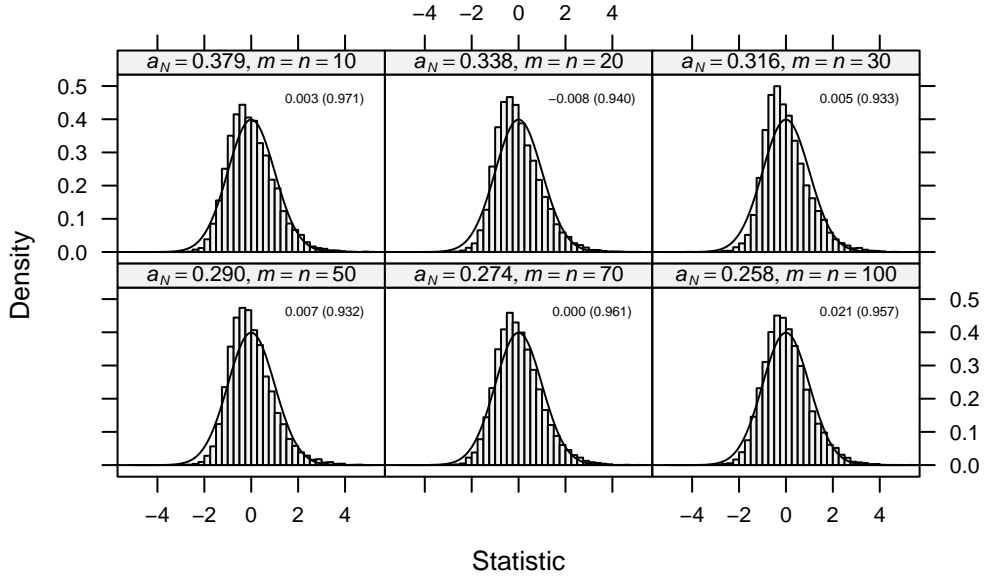 −4 −2 0 2 4
a_N = 0.379, m = n = 10
a_N = 0.338, m = n = 20
a_N = 0.316, m = n = 30
0.003 (0.971)
−0.008 (0.940)
0.005 (0.933)
0.5
0.4
0.3
0.2
0.1
0.0
a_N = 0.290, m = n = 50
a_N = 0.274, m = n = 70
a_N = 0.258, m = n = 100
0.007 (0.932)
0.000 (0.961)
0.021 (0.957)
0.5
0.4
0.3
0.2
0.1
0.0
−4 −2 0 2 4
−4 −2 0 2 4
Density
Statistic